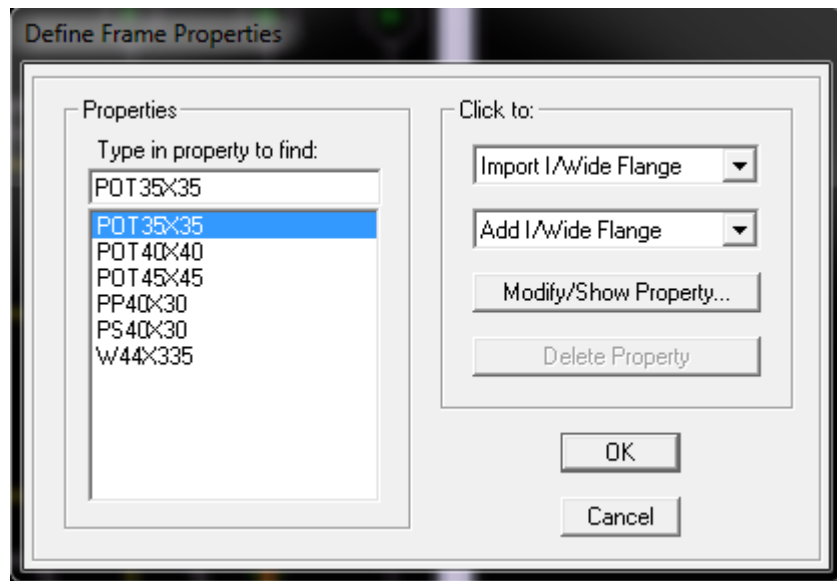 Define Frame Properties
Properties
Type in property to find:
POT35X35
POT35X35
POT40X40
POT45X45
PP40X30
PS40X30
W44X335
Click to:
Import I/Wide Flange
Add I/Wide Flange
Modify/Show Property...
Delete Property
OK
Cancel